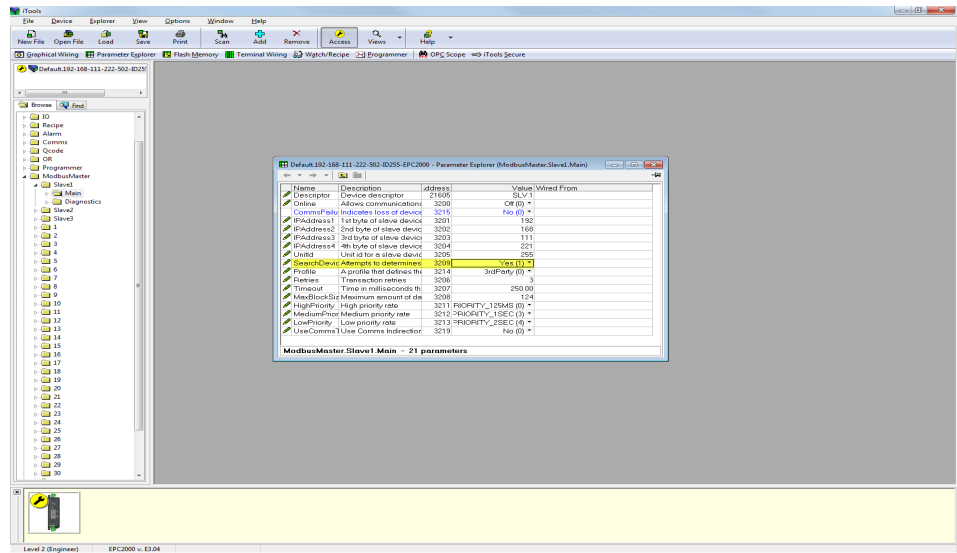 iTools
File Device Explorer View Options Window Help
New File Open File Load Save Print Scan Add Remove Access Views Help
Graphical Wiring Parameter Explorer Flash Memory Terminal Wiring Watch/Recipe Programmer OPC Scope iTools Secure
Default.192-168-111-222-502-ID255
Browse Find
IO
Recipe
Alarm
Comms
Qcode
OR
Programmer
ModbusMaster
Slave1
Main
Diagnostics
Slave2
Slave3
1
2
3
4
5
6
7
8
9
10
11
12
13
14
15
16
17
18
19
20
21
22
23
24
25
26
27
28
29
30
Default.192-168-111-222-502-ID255-EPC2000 - Parameter Explorer (ModbusMaster.Slave1.Main)
Name Description Address Value Wired From
Descriptor Device descriptor 21605 SLV.1
Online Allows communications 3200 Off (0)
CommsFailu Indicates loss of device 3215 No (0)
IPAddress1 1st byte of slave device 3201 192
IPAddress2 2nd byte of slave devic 3202 168
IPAddress3 3rd byte of slave device 3203 111
IPAddress4 4th byte of slave device 3204 221
UnitId Unit id for a slave devic 3205 255
SearchDevic Attempts to determines 3209 Yes (1)
Profile A profile that defines the 3214 3rdParty (0)
Retries Transaction retries 3206 3
Timeout Time in milliseconds th 3207 250.00
MaxBlockSiz Maximum amount of da 3208 124
HighPriority High priority rate 3211 PRIORITY_125MS (0)
MediumPrior Medium priority rate 3212 PRIORITY_1SEC (3)
LowPriority Low priority rate 3213 PRIORITY_2SEC (4)
UseCommsT Use Comms Indirection 3219 No (0)
ModbusMaster.Slave1.Main - 21 parameters
Level 2 (Engineer) EPC2000 v. E3.04